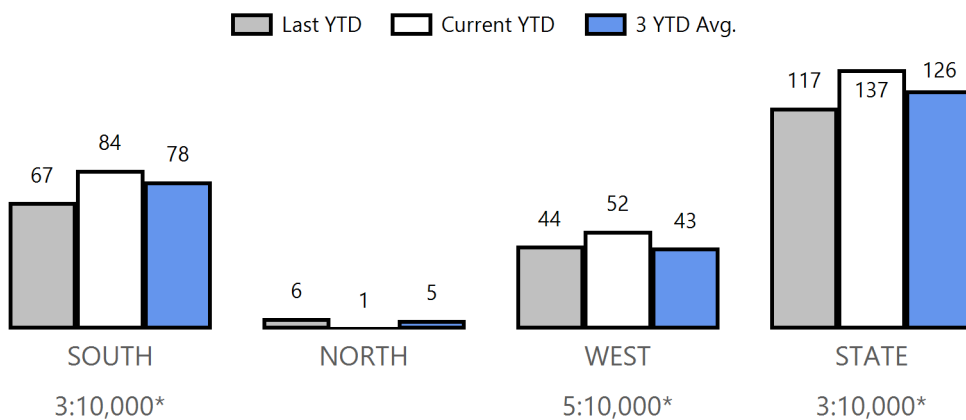 Last YTD Current YTD 3 YTD Avg.
67 84 78
6 1 5
44 52 43
117 137 126
SOUTH NORTH WEST STATE
3:10,000* 5:10,000* 3:10,000*